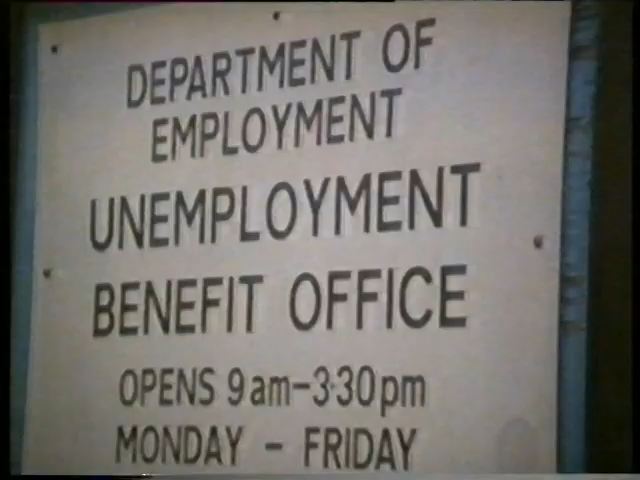 DEPARTMENT OF
EMPLOYMENT
UNEMPLOYMENT
BENEFIT OFFICE
OPENS 9am-3·30pm
MONDAY - FRIDAY